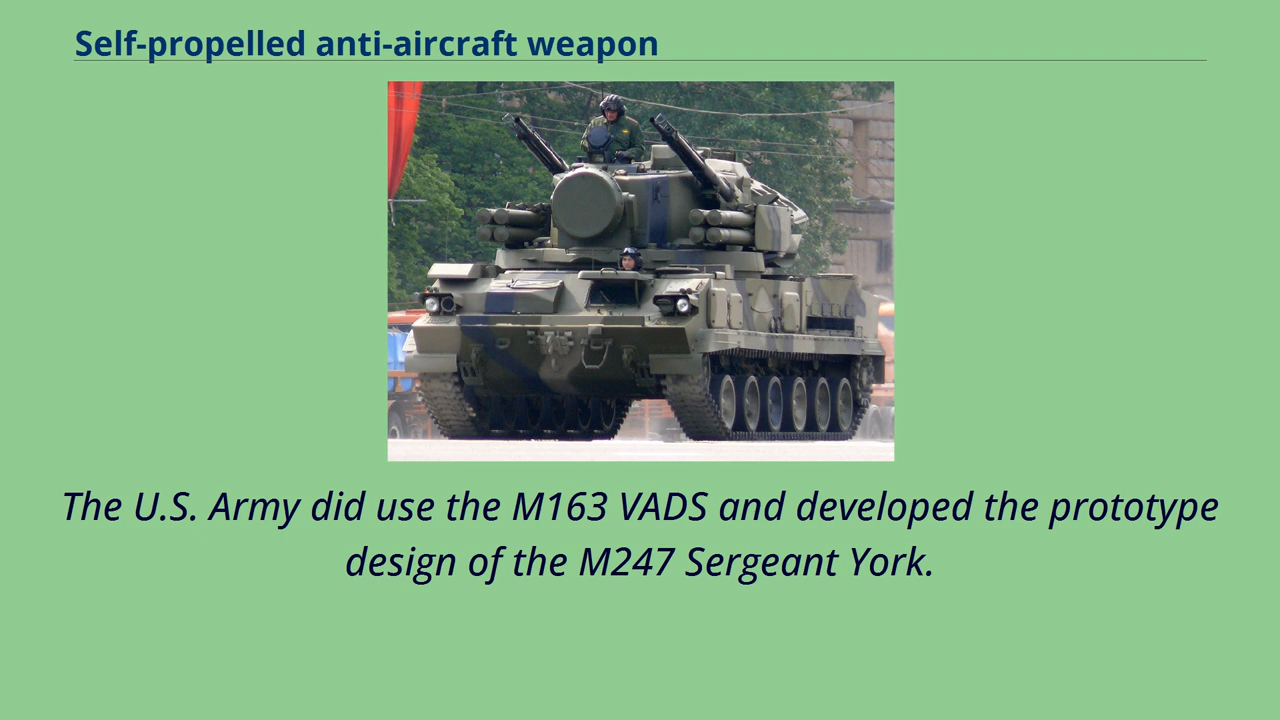 Self-propelled anti-aircraft weapon
The U.S. Army did use the M163 VADS and developed the prototype
design of the M247 Sergeant York.